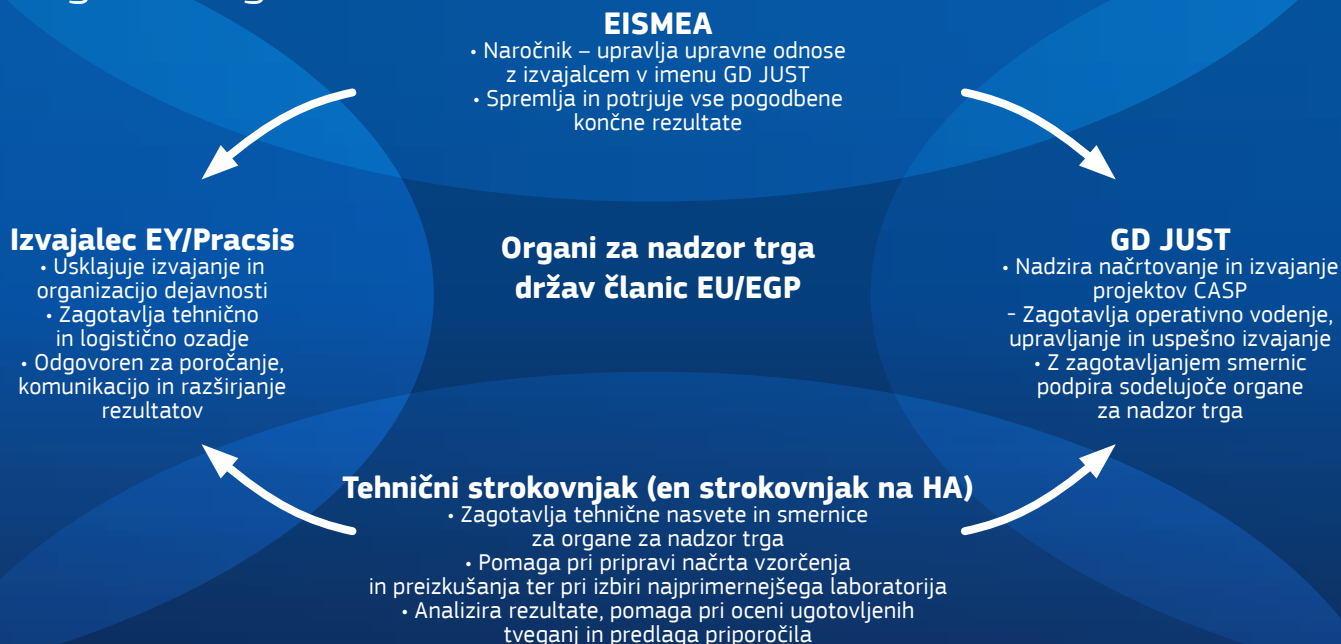 EISMEA
• Naročnik – upravlja upravne odnose
z izvajalcem v imenu GD JUST
• Spremlja in potrjuje vse pogodbene
končne rezultate
Izvajalec EY/Pracsis
• Usklajuje izvajanje in
organizacijo dejavnosti
• Zagotavlja tehnično
in logistično ozadje
• Odgovoren za poročanje,
komunikacijo in razširjanje
rezultatov
Organi za nadzor trga
držav članic EU/EGP
GD JUST
• Nadzira načrtovanje in izvajanje
projektov CASP
- Zagotavlja operativno vodenje,
upravljanje in uspešno izvajanje
• Z zagotavljanjem smernic
podpira sodelujoče organe
za nadzor trga
Tehnični strokovnjak (en strokovnjak na HA)
• Zagotavlja tehnične nasvete in smernice
za organe za nadzor trga
• Pomaga pri pripravi načrta vzorčenja
in preizkušanja ter pri izbiri najprimernejšega laboratorija
• Analizira rezultate, pomaga pri oceni ugotovljenih
tveganj in predlaga priporočila